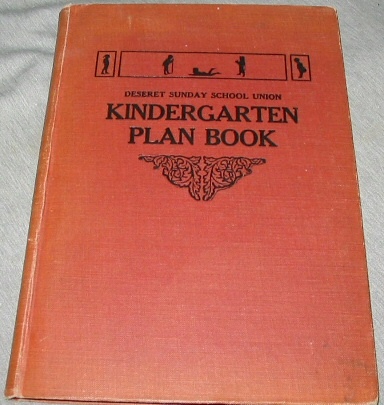 DESERET SUNDAY SCHOOL UNION
KINDERGARTEN
PLAN BOOK